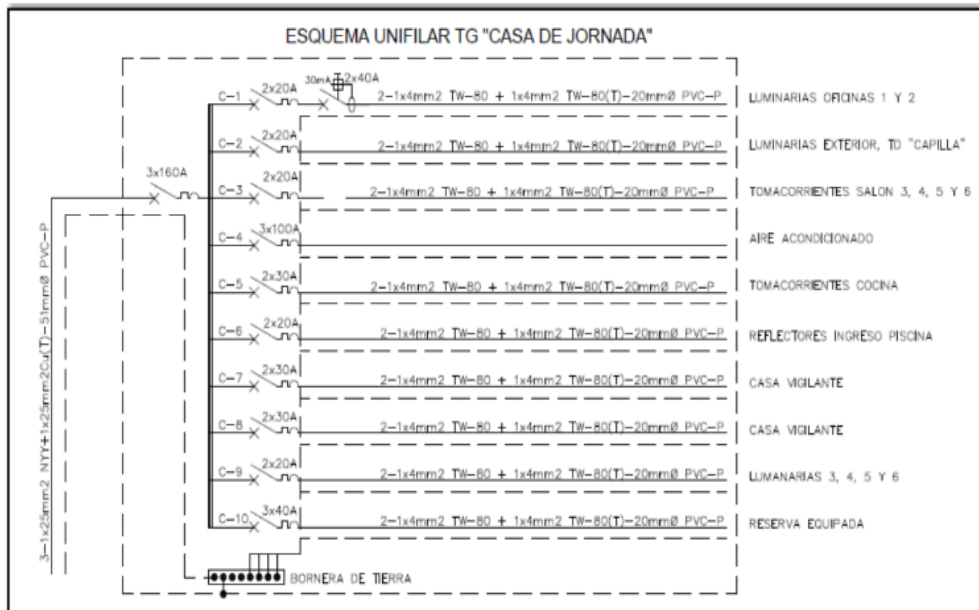 ESQUEMA UNIFILAR TG "CASA DE JORNADA"
C-1 2x20A 30mA 2x40A 2-1x4mm2 TW-80 + 1x4mm2 TW-80(T)-20mmØ PVC-P LUMINARIAS OFICINAS 1 Y 2
C-2 2x20A 2-1x4mm2 TW-80 + 1x4mm2 TW-80(T)-20mmØ PVC-P LUMINARIAS EXTERIOR, TD "CAPILLA"
3x160A
C-3 2x20A 2-1x4mm2 TW-80 + 1x4mm2 TW-80(T)-20mmØ PVC-P TOMACORRIENTES SALON 3, 4, 5 Y 6
C-4 3x100A AIRE ACONDICIONADO
C-5 2x30A 2-1x4mm2 TW-80 + 1x4mm2 TW-80(T)-20mmØ PVC-P TOMACORRIENTES COCINA
C-6 2x20A 2-1x4mm2 TW-80 + 1x4mm2 TW-80(T)-20mmØ PVC-P REFLECTORES INGRESO PISCINA
C-7 2x30A 2-1x4mm2 TW-80 + 1x4mm2 TW-80(T)-20mmØ PVC-P CASA VIGILANTE
C-8 2x30A 2-1x4mm2 TW-80 + 1x4mm2 TW-80(T)-20mmØ PVC-P CASA VIGILANTE
C-9 2x20A 2-1x4mm2 TW-80 + 1x4mm2 TW-80(T)-20mmØ PVC-P LUMANARIAS 3, 4, 5 Y 6
C-10 3x40A 2-1x4mm2 TW-80 + 1x4mm2 TW-80(T)-20mmØ PVC-P RESERVA EQUIPADA
3-1x25mm2 NYY+1x25mm2Cu(T)-51mmØ PVC-P
BORNERA DE TIERRA